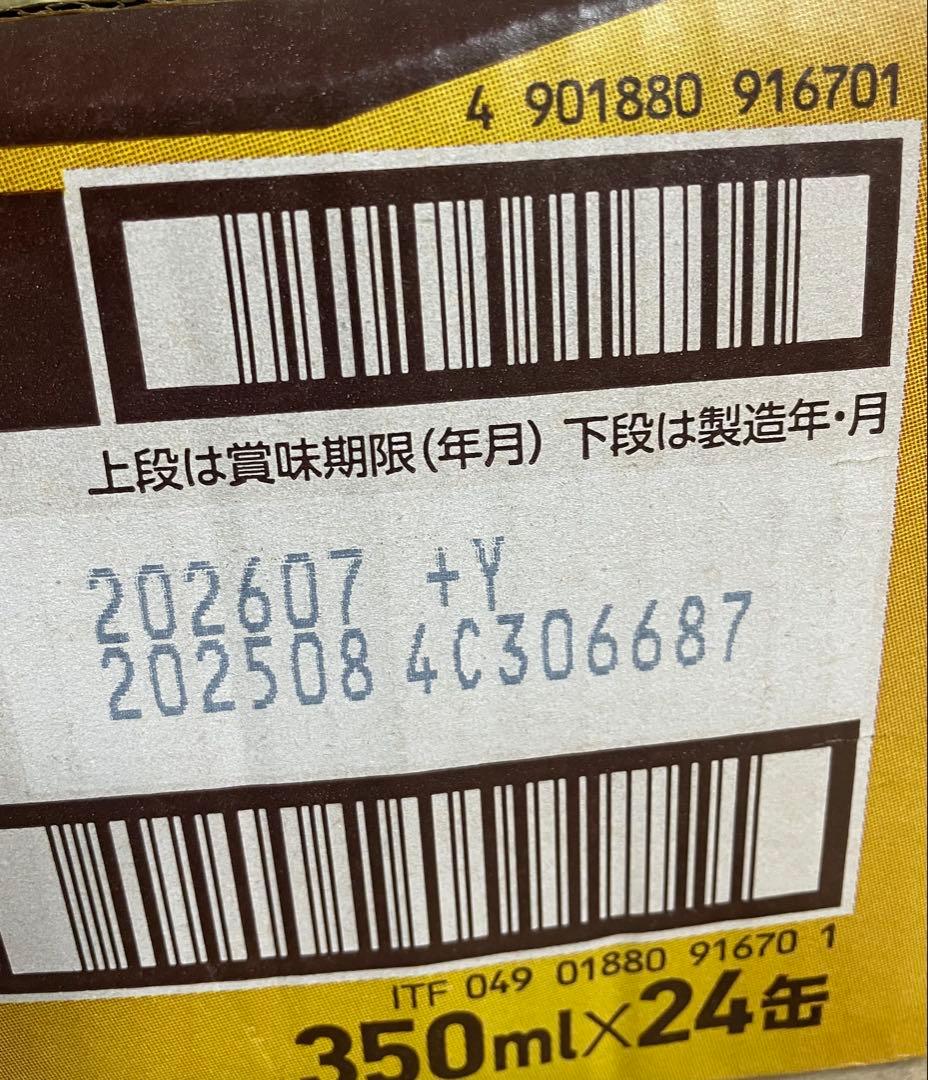 4 901880 916701
上段は賞味期限(年月) 下段は製造年・月
202607 +Y
202508 4C306687
ITF 049 01880 91670 1
350ml×24缶